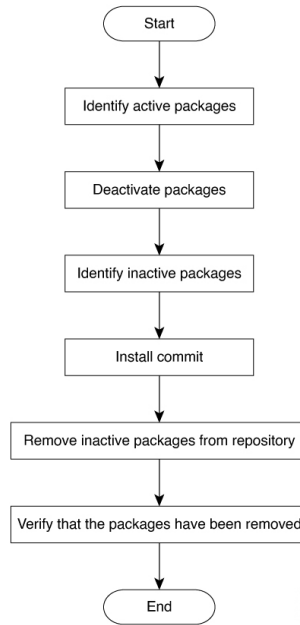 Start
Identify active packages
Deactivate packages
Identify inactive packages
Install commit
Remove inactive packages from repository
Verify that the packages have been removed
End